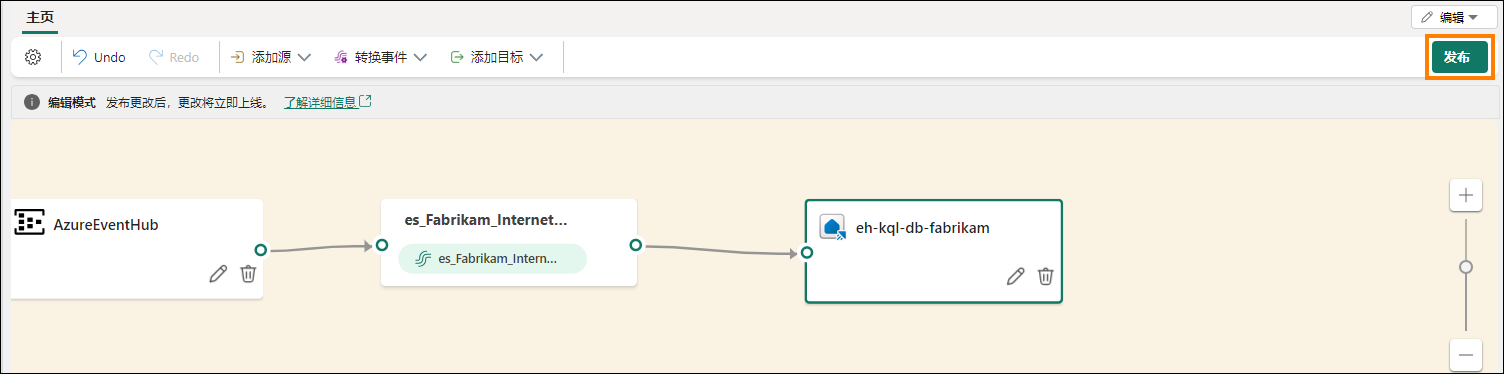 主页
编辑
Undo
Redo
添加源
转换事件
添加目标
发布
编辑模式 发布更改后，更改将立即上线。 了解详细信息
AzureEventHub
es_Fabrikam_Internet...
es_Fabrikam_Intern...
eh-kql-db-fabrikam